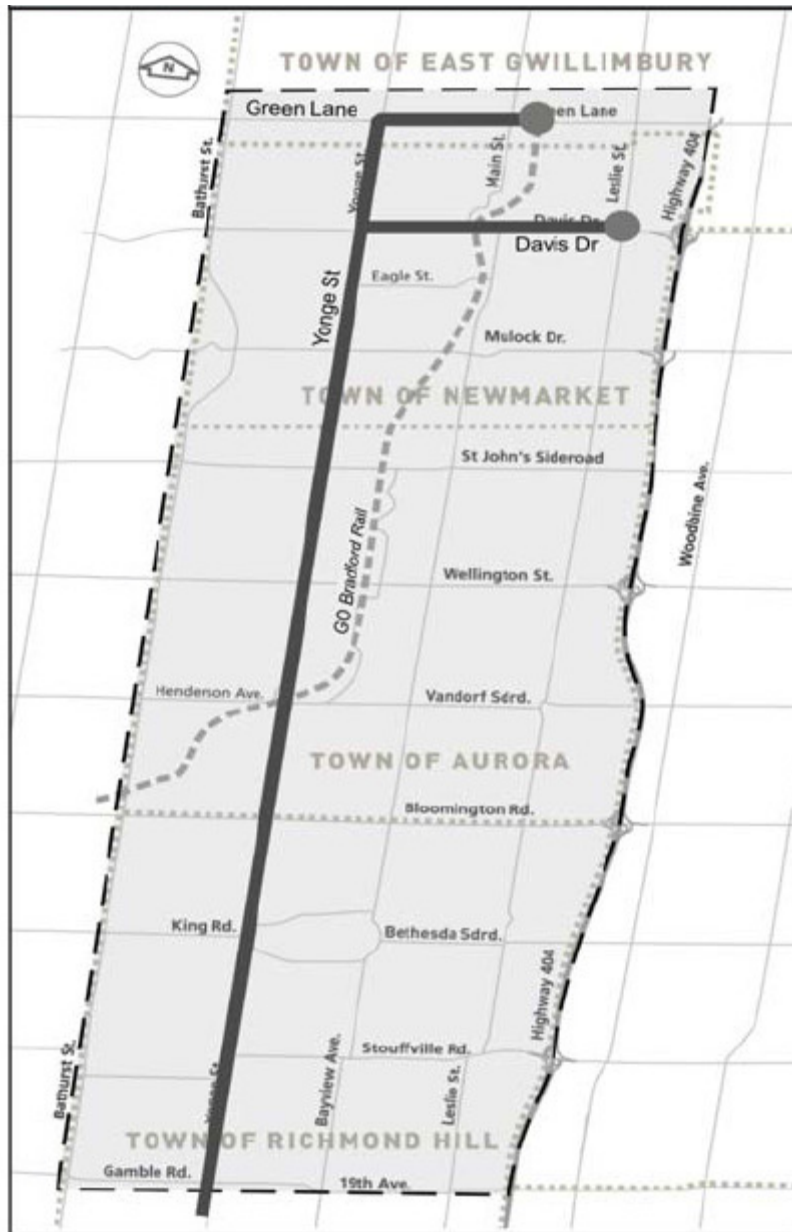 N
TOWN OF EAST GWILLIMBURY
Green Lane
een Lane
Bathurst St.
Yonge St.
Main St.
Leslie St.
Highway 404
Davis Dr.
Davis Dr
Eagle St.
Yonge St
Mulock Dr.
TOWN OF NEWMARKET
St John's Sideroad
Woodbine Ave.
GO Bradford Rail
Wellington St.
Henderson Ave.
Vandorf Sdrd.
TOWN OF AURORA
Bloomington Rd.
King Rd.
Bethesda Sdrd.
Highway 404
Bathurst St.
Yonge St.
Bayview Ave.
Stouffville Rd.
Leslie St.
TOWN OF RICHMOND HILL
Gamble Rd.
19th Ave.